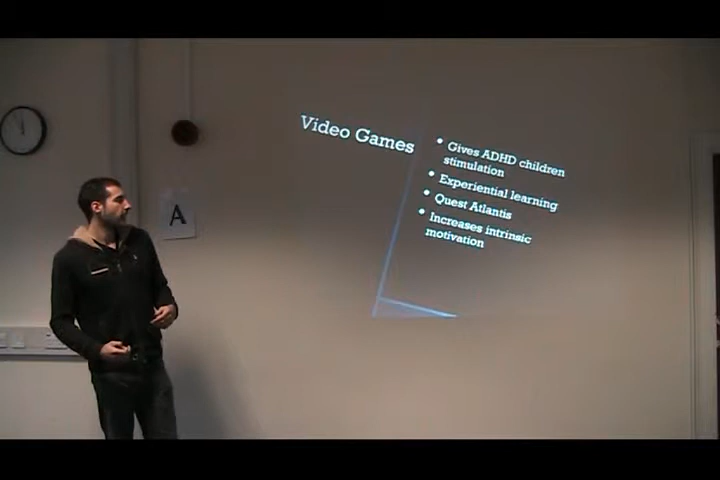 Video Games
Gives ADHD children
stimulation
Experiential learning
Quest Atlantis
Increases intrinsic
motivation
A